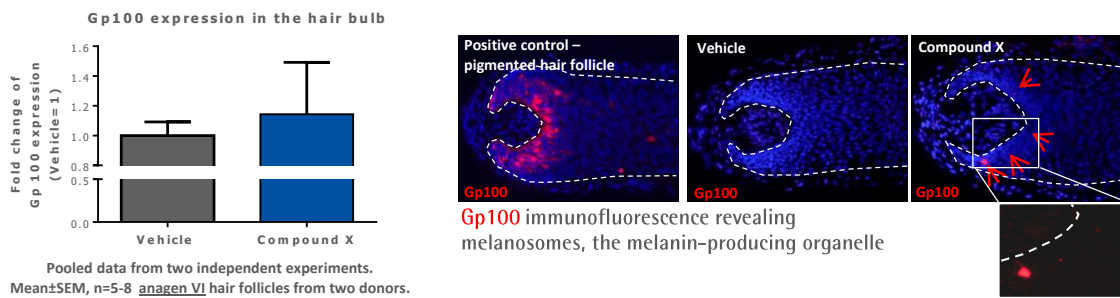 Gp100 expression in the hair bulb
Fold change of
Gp 100 expression
(Vehicle=1)
1.6
1.4
1.2
1.0
0.8
0.5
0.0
Vehicle
Compound X
Pooled data from two independent experiments.
Mean±SEM, n=5-8 anagen VI hair follicles from two donors.
Positive control –
pigmented hair follicle
Gp100
Vehicle
Gp100
Compound X
Gp100
Gp100 immunofluorescence revealing
melanosomes, the melanin-producing organelle